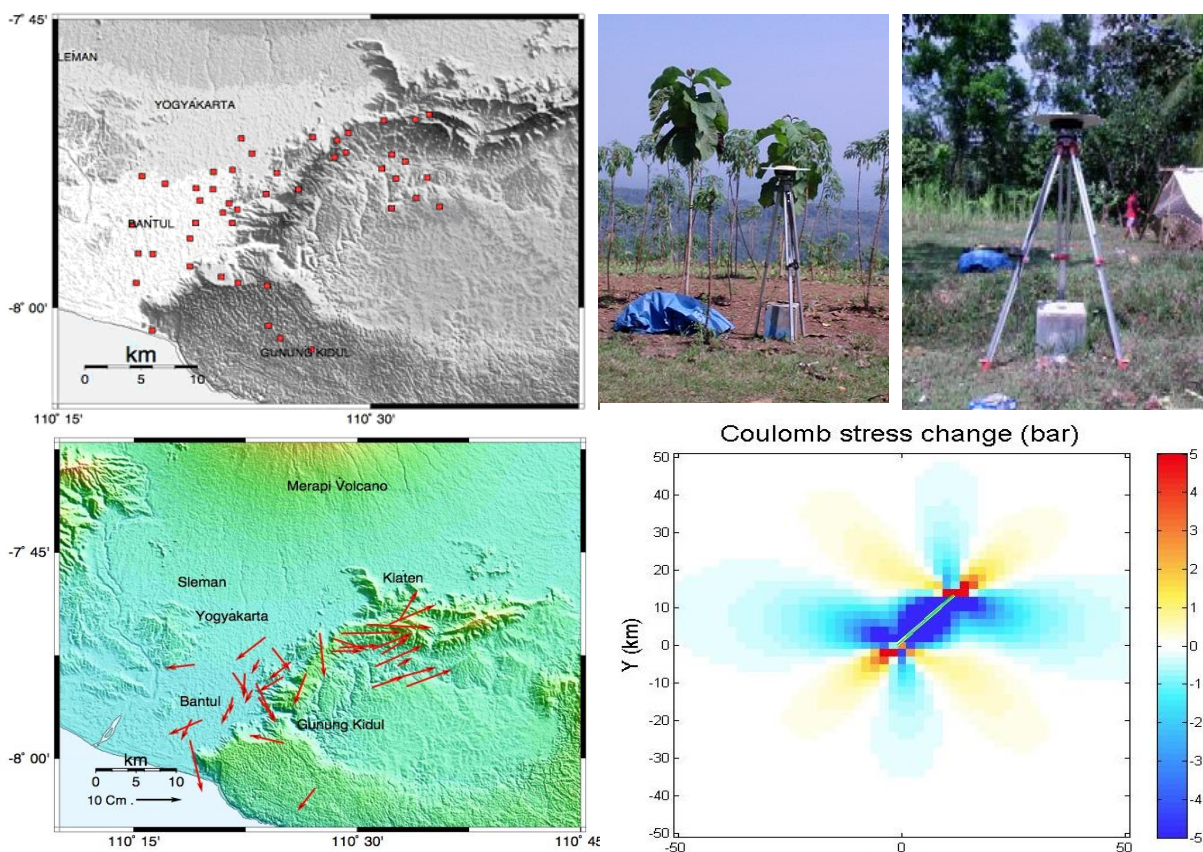 -7° 45'
LEMAN
YOGYAKARTA
BANTUL
-8° 00'
km
GUNUNG KIDUL
0 5 10
110° 15' 110° 30'
Coulomb stress change (bar)
Merapi Volcano
-7° 45'
Sleman
Klaten
Yogyakarta
Bantul
Gunung Kidul
-8° 00'
km
0 5 10
10 Cm .
110° 15' 110° 30' 110° 45
50
40
30
20
10
0
-10
-20
-30
-40
-50
Y (km)
-50 0 50
5
4
3
2
1
0
-1
-2
-3
-4
-5